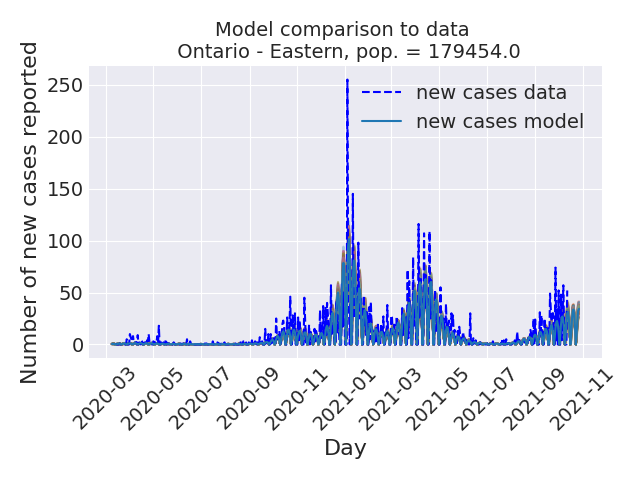 Model comparison to data
Ontario - Eastern, pop. = 179454.0
Number of new cases reported
250
200
150
100
50
0
new cases data
new cases model
2020-03
2020-05
2020-07
2020-09
2020-11
2021-01
2021-03
2021-05
2021-07
2021-09
2021-11
Day